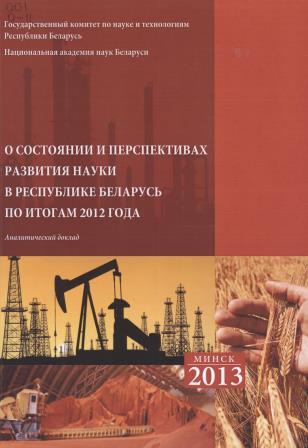 Государственный комитет по науке и технологиям
Республики Беларусь
Национальная академия наук Беларуси
О СОСТОЯНИИ И ПЕРСПЕКТИВАХ
РАЗВИТИЯ НАУКИ
В РЕСПУБЛИКЕ БЕЛАРУСЬ
ПО ИТОГАМ 2012 ГОДА
Аналитический доклад
МИНСК
2013